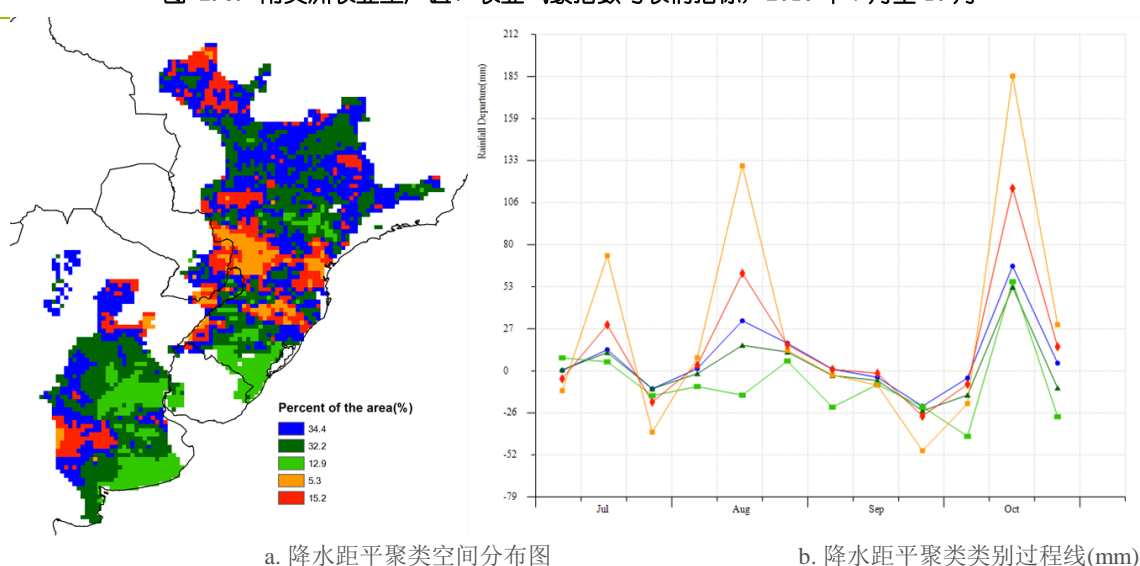 212
185
159
133
106
80
53
27
0
-26
-52
-79
Rainfall Departure(mm)
Jul
Aug
Sep
Oct
Percent of the area(%)
34.4
32.2
12.9
5.3
15.2
a. 降水距平聚类空间分布图
b. 降水距平聚类类别过程线(mm)